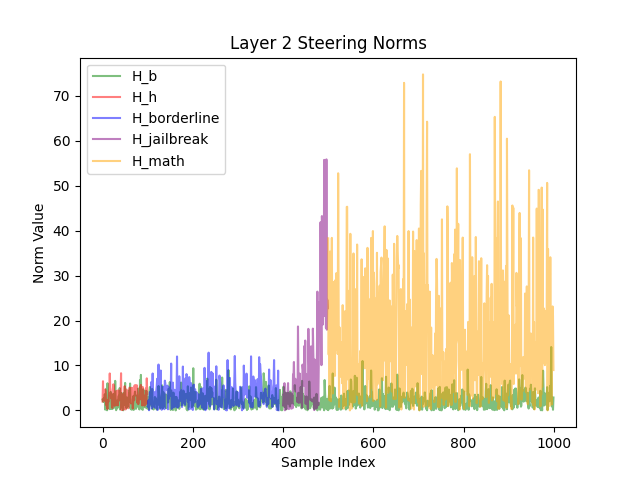 Layer 2 Steering Norms
H_b
H_h
H_borderline
H_jailbreak
H_math
Norm Value
70
60
50
40
30
20
10
0
0 200 400 600 800 1000
Sample Index